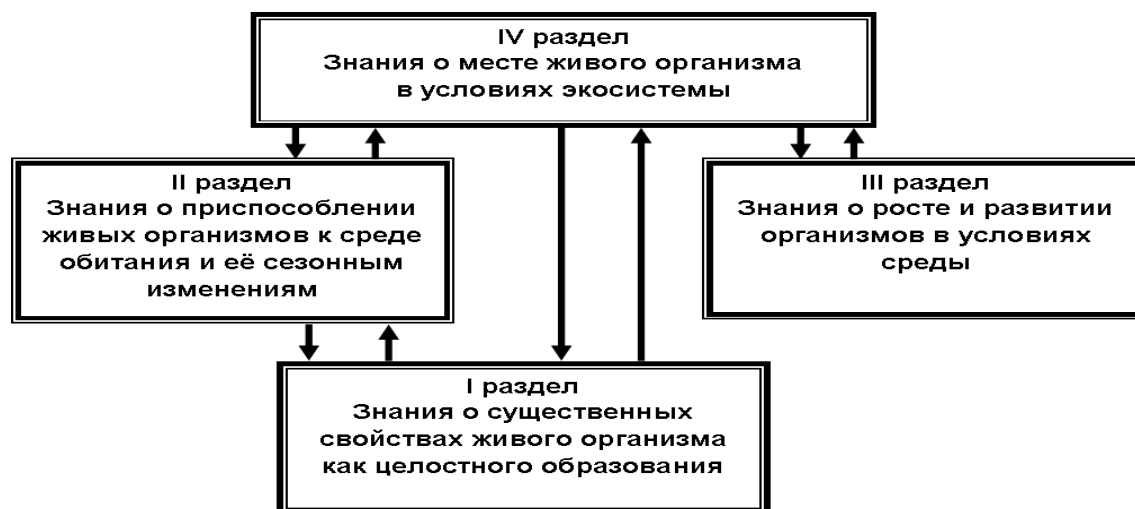 IV раздел
Знания о месте живого организма
в условиях экосистемы
II раздел
Знания о приспособлении
живых организмов к среде
обитания и её сезонным
изменениям
III раздел
Знания о росте и развитии
организмов в условиях
среды
I раздел
Знания о существенных
свойствах живого организма
как целостного образования